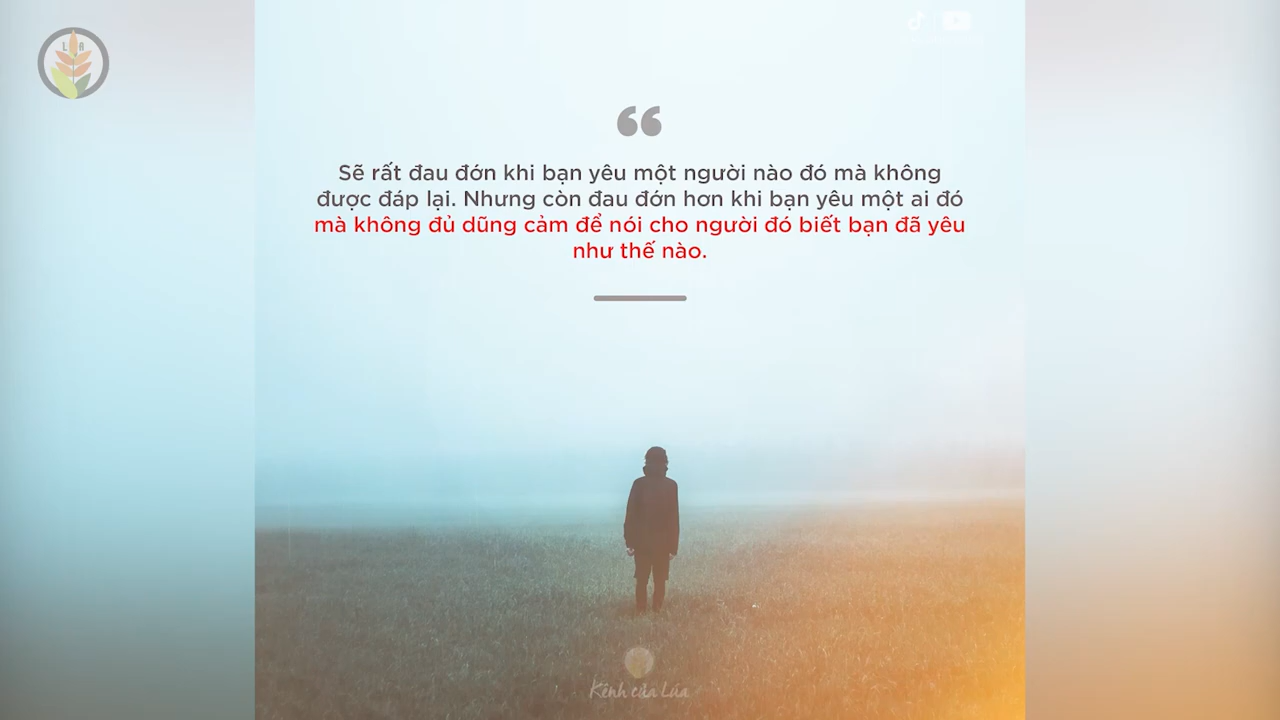 L A
“
Sẽ rất đau đớn khi bạn yêu một người nào đó mà không
được đáp lại. Nhưng còn đau đớn hơn khi bạn yêu một ai đó
mà không đủ dũng cảm để nói cho người đó biết bạn đã yêu
như thế nào.
Kênh của Lúa